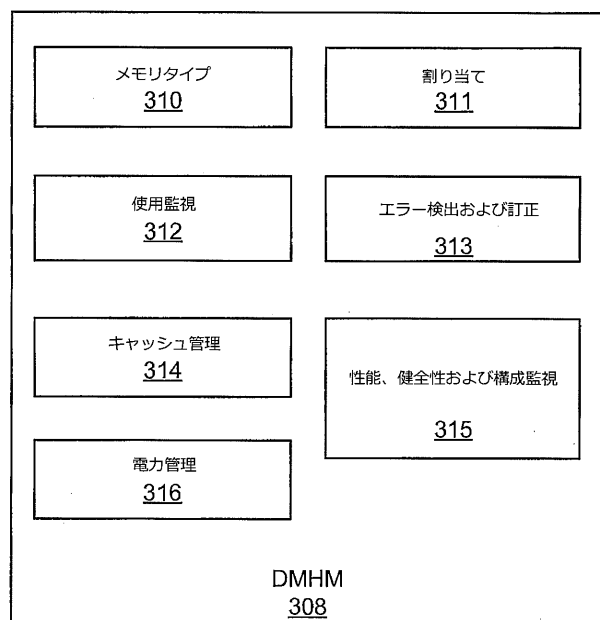 メモリタイプ
310
割り当て
311
使用監視
312
エラー検出および訂正
313
キャッシュ管理
314
性能、健全性および構成監視
315
電力管理
316
DMHM
308